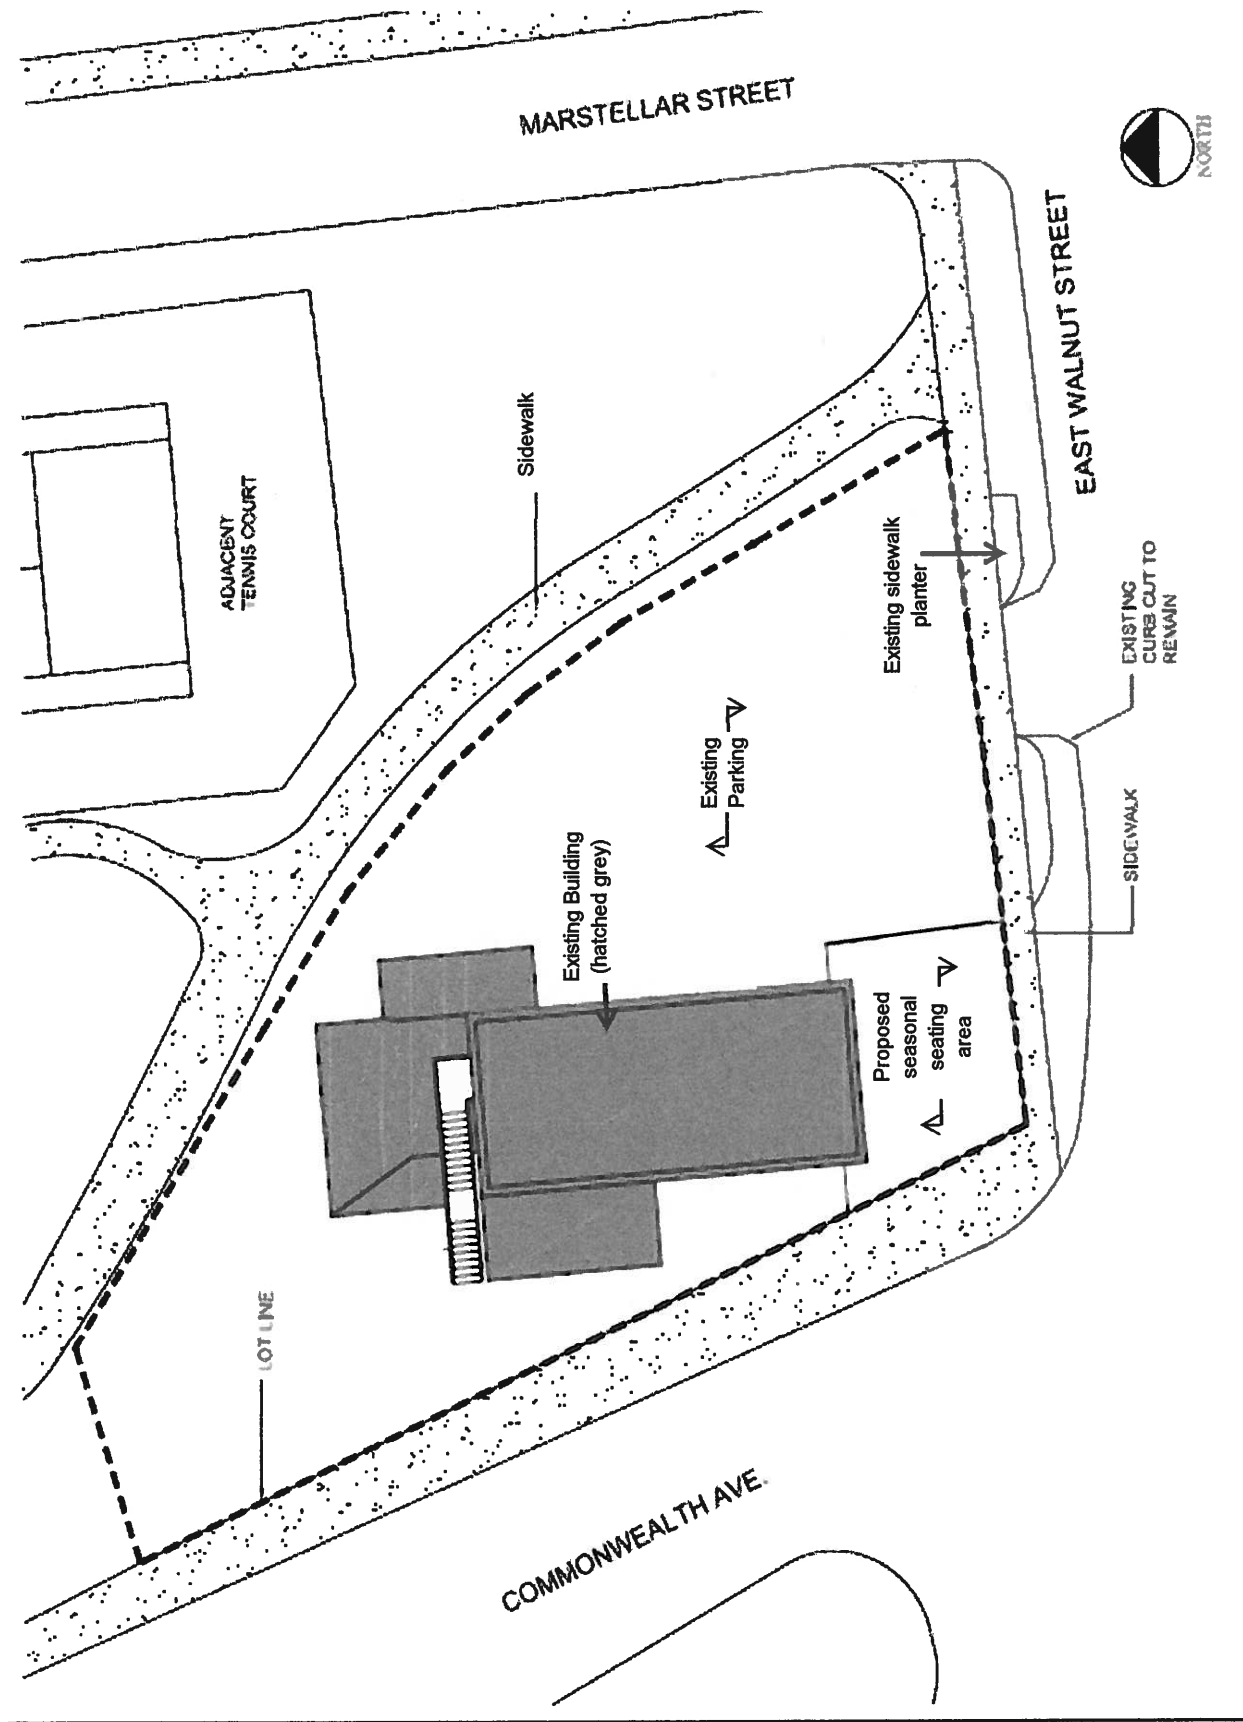 MARSTELLAR STREET
NORTH
EAST WALNUT STREET
Sidewalk
ADJACENT
TENNIS COURT
Existing sidewalk
planter
EXISTING
CURB CUT TO
REMAIN
Existing
Parking
SIDEWALK
Existing Building
(hatched grey)
Proposed
seasonal
seating
area
LOT LINE
COMMONWEALTH AVE.